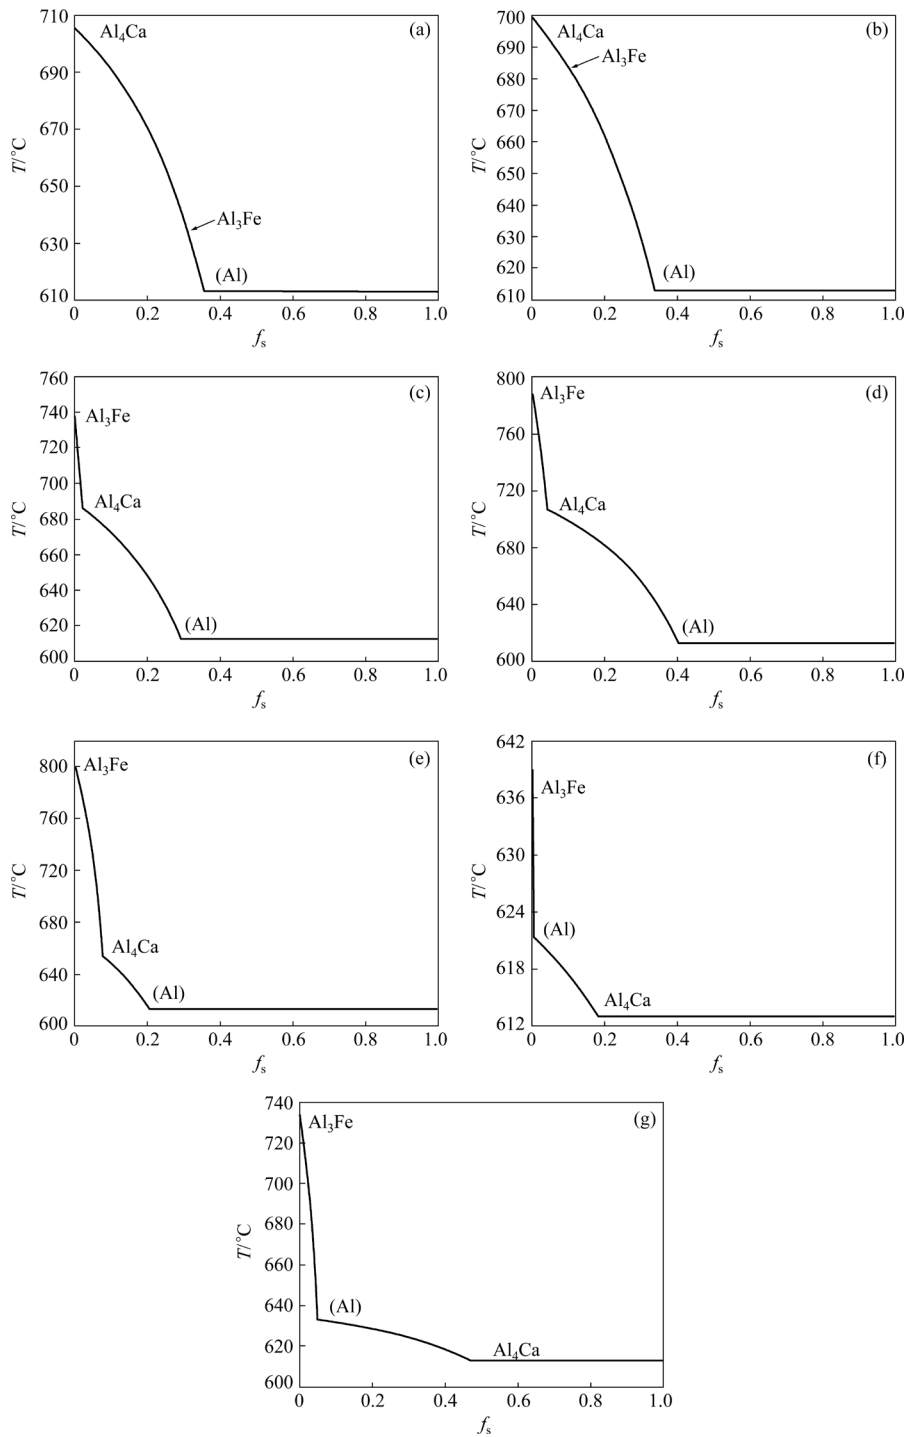 (a)
T/°C
710
690
670
650
630
610
Al₄Ca
Al₃Fe
(Al)
0 0.2 0.4 0.6 0.8 1.0
fₛ
(b)
T/°C
700
690
680
670
660
650
640
630
620
610
Al₄Ca
Al₃Fe
(Al)
0 0.2 0.4 0.6 0.8 1.0
fₛ
(c)
T/°C
760
740
720
700
680
660
640
620
600
Al₃Fe
Al₄Ca
(Al)
0 0.2 0.4 0.6 0.8 1.0
fₛ
(d)
T/°C
800
760
720
680
640
600
Al₃Fe
Al₄Ca
(Al)
0 0.2 0.4 0.6 0.8 1.0
fₛ
(e)
T/°C
800
760
720
680
640
600
Al₃Fe
Al₄Ca
(Al)
0 0.2 0.4 0.6 0.8 1.0
fₛ
(f)
T/°C
642
636
630
624
618
612
Al₃Fe
(Al)
Al₄Ca
0 0.2 0.4 0.6 0.8 1.0
fₛ
(g)
T/°C
740
720
700
680
660
640
620
600
Al₃Fe
(Al)
Al₄Ca
0 0.2 0.4 0.6 0.8 1.0
fₛ